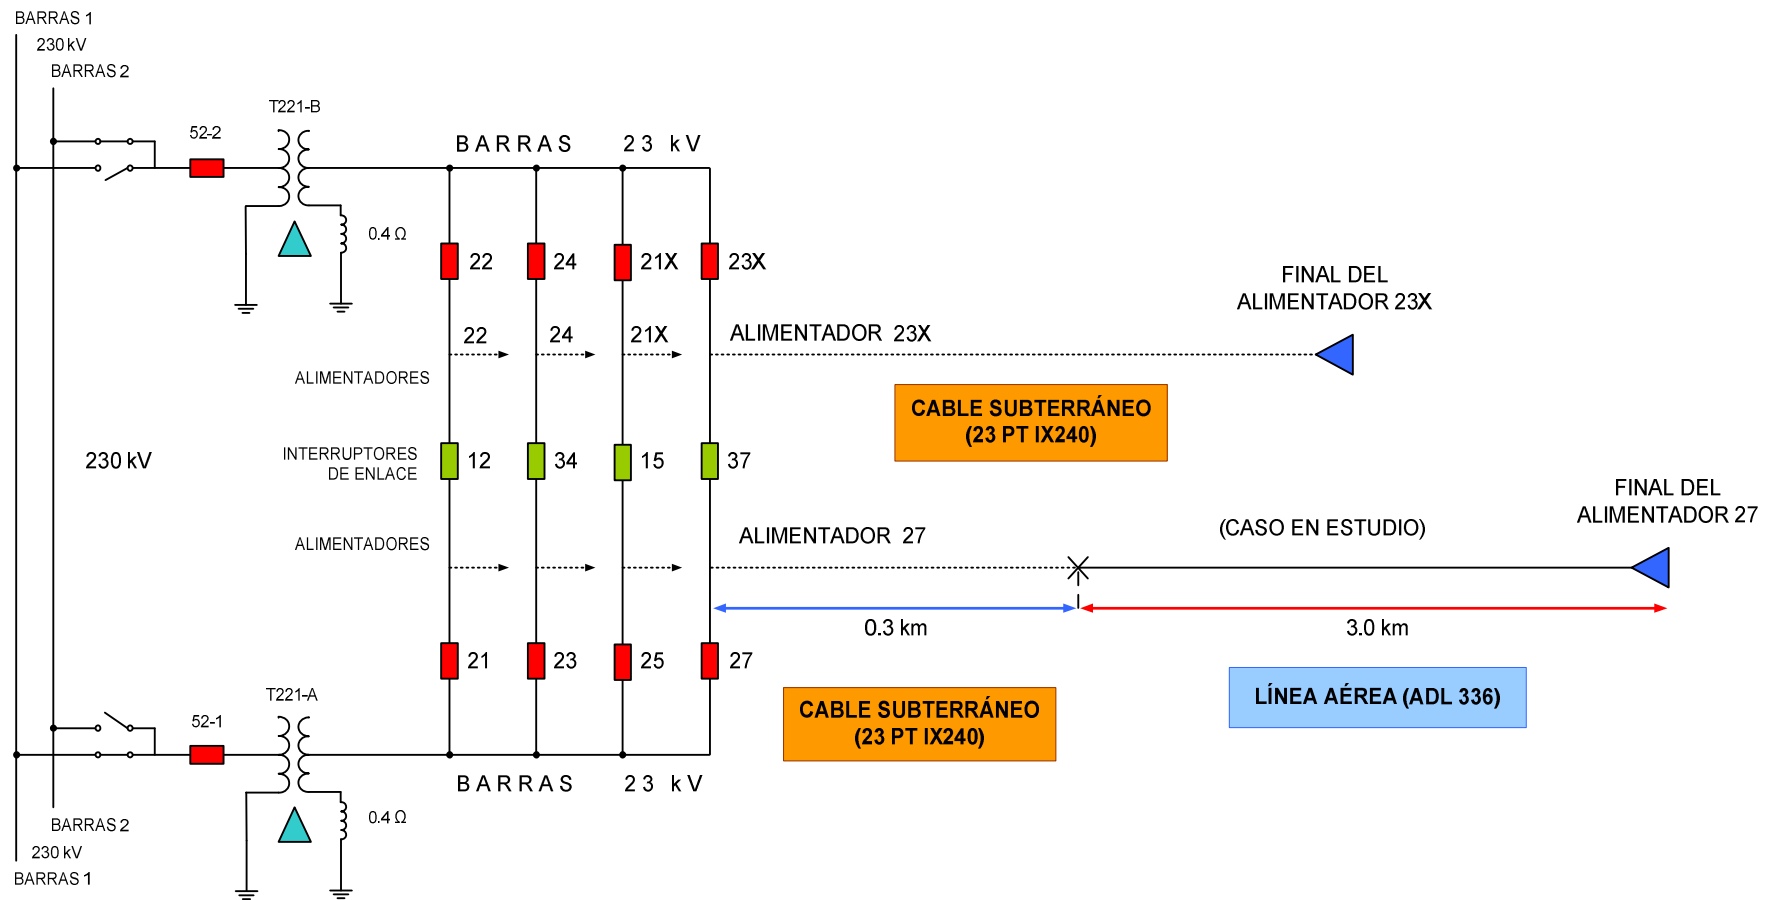 BARRAS 1
230 kV
BARRAS 2
T221-B
52-2
BARRAS 23 kV
0.4 Ω
22
24
21X
23X
FINAL DEL
ALIMENTADOR 23X
22
24
21X
ALIMENTADOR 23X
ALIMENTADORES
CABLE SUBTERRÁNEO
(23 PT IX240)
230 kV
INTERRUPTORES
DE ENLACE
12
34
15
37
FINAL DEL
ALIMENTADOR 27
(CASO EN ESTUDIO)
ALIMENTADOR 27
ALIMENTADORES
0.3 km
3.0 km
21
23
25
27
LÍNEA AÉREA (ADL 336)
CABLE SUBTERRÁNEO
(23 PT IX240)
T221-A
52-1
BARRAS 23 kV
0.4 Ω
BARRAS 2
230 kV
BARRAS 1